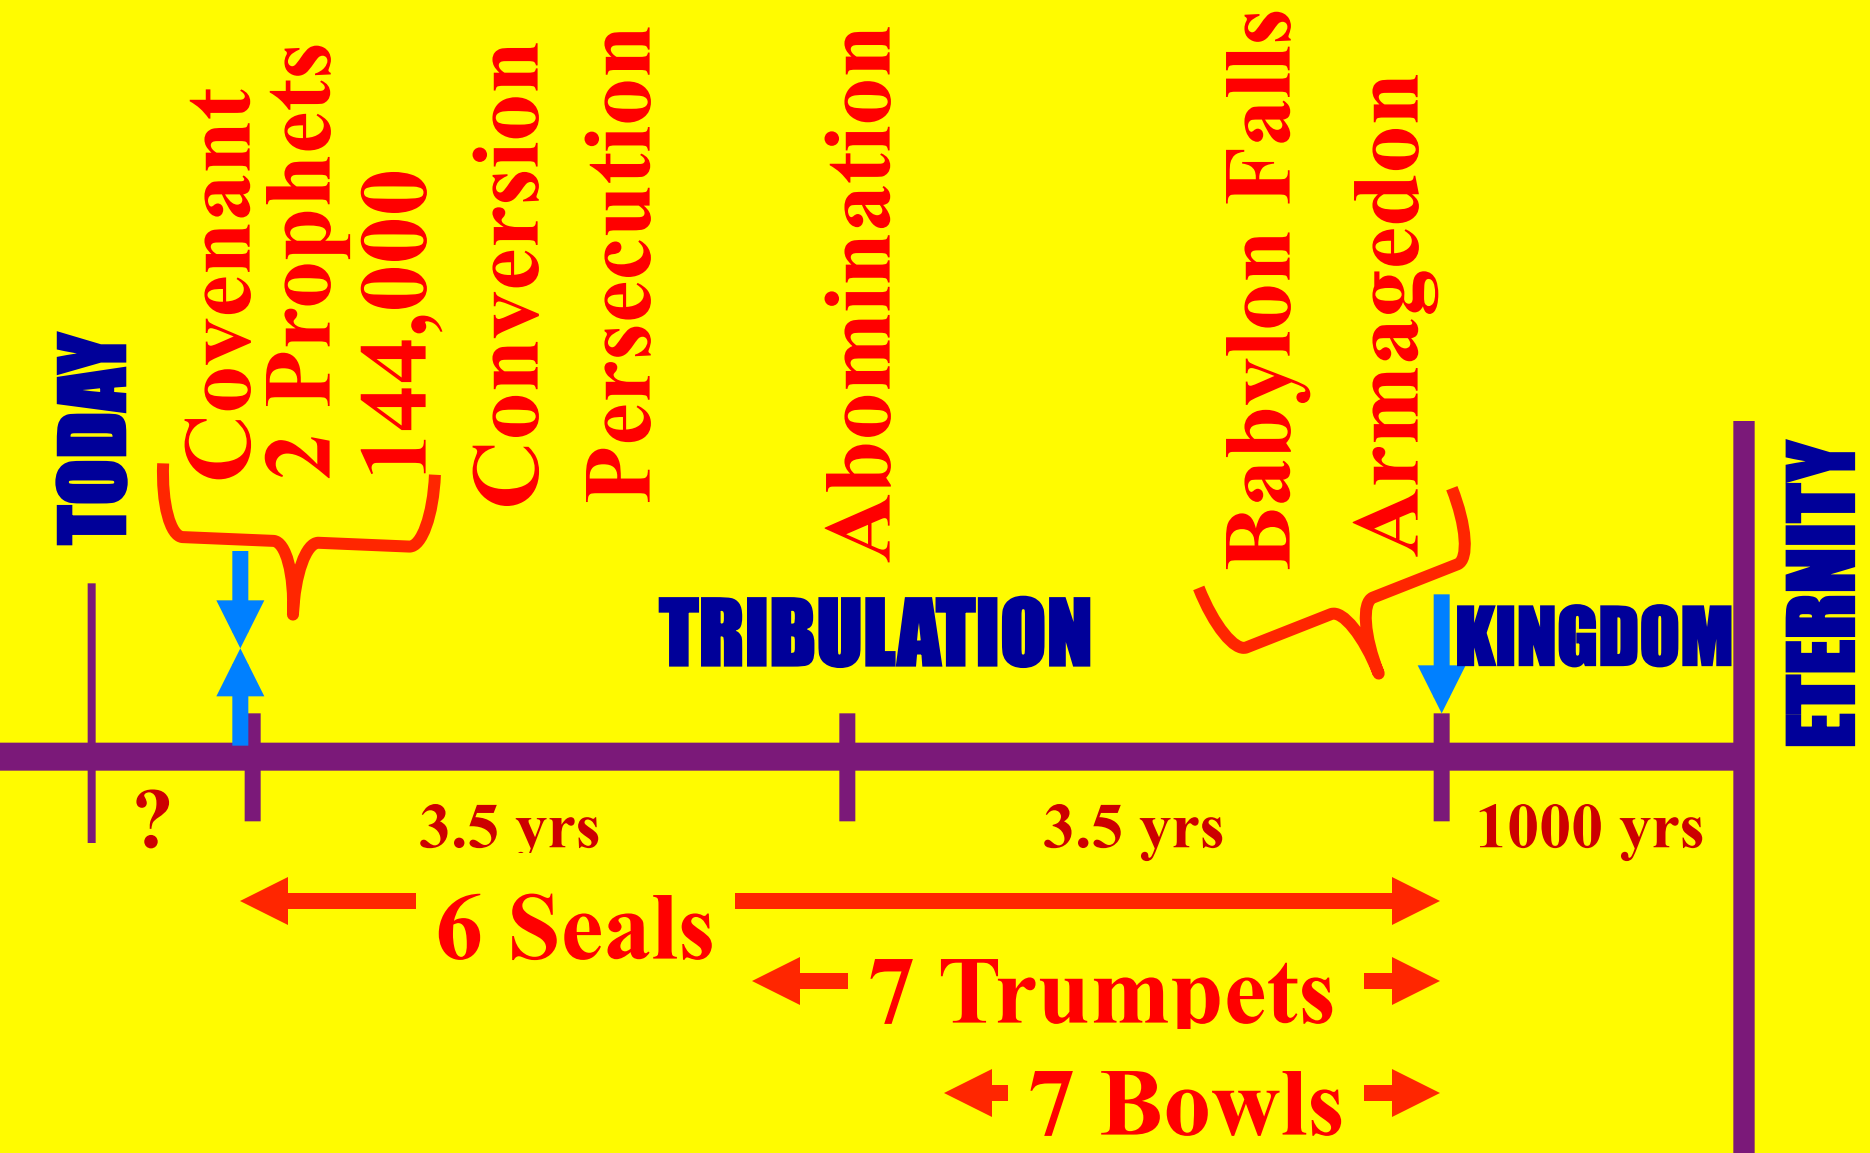 TODAY
Covenant
2 Prophets
144,000
Conversion
Persecution
Abomination
Babylon Falls
Armagedon
TRIBULATION
KINGDOM
ETERNITY
?
3.5 yrs
3.5 yrs
1000 yrs
6 Seals
7 Trumpets
7 Bowls